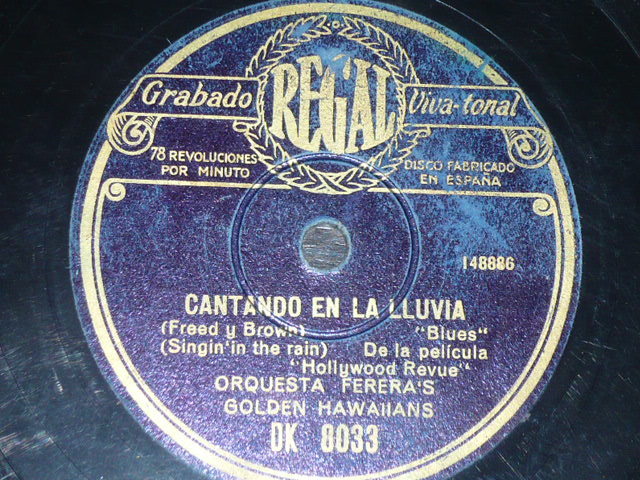 REGAL
Grabado Viva-tonal
78 REVOLUCIONES POR MINUTO
DISCO FABRICADO EN ESPAÑA
148886
CANTANDO EN LA LLUVIA
(Freed y Brown) "Blues"
(Singin'in the rain) De la película
"Hollywood Revue"
ORQUESTA FERERA'S
GOLDEN HAWAIIANS
DK 8033